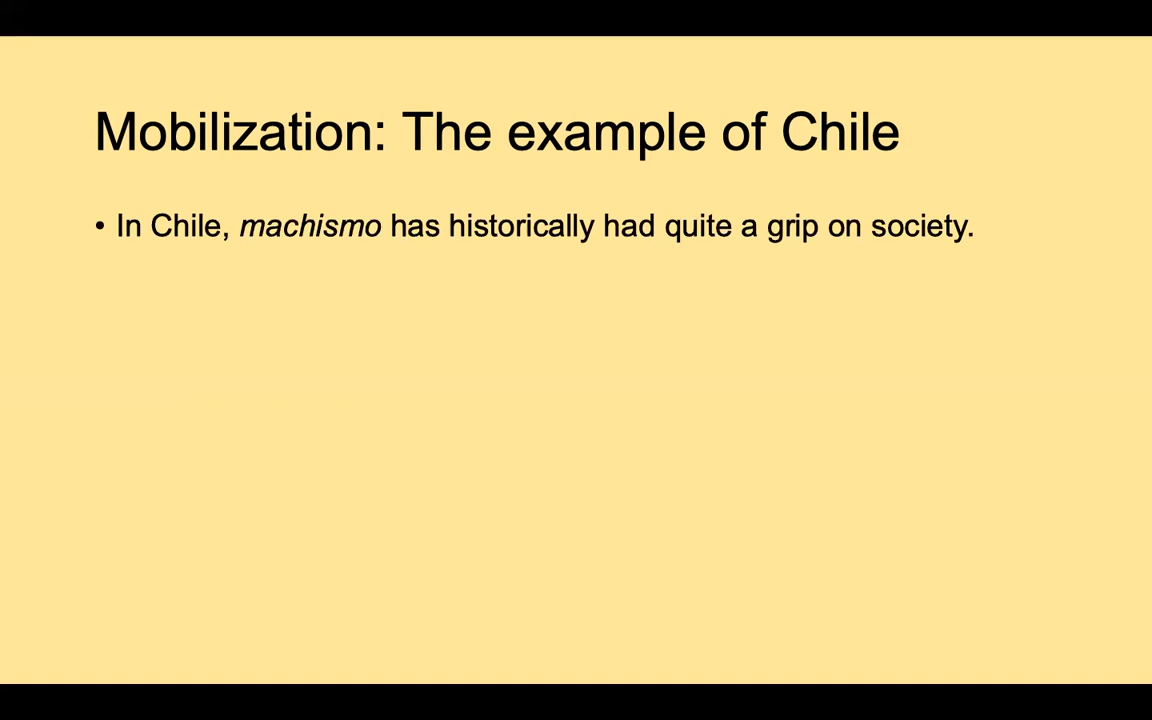 Mobilization: The example of Chile
• In Chile, machismo has historically had quite a grip on society.